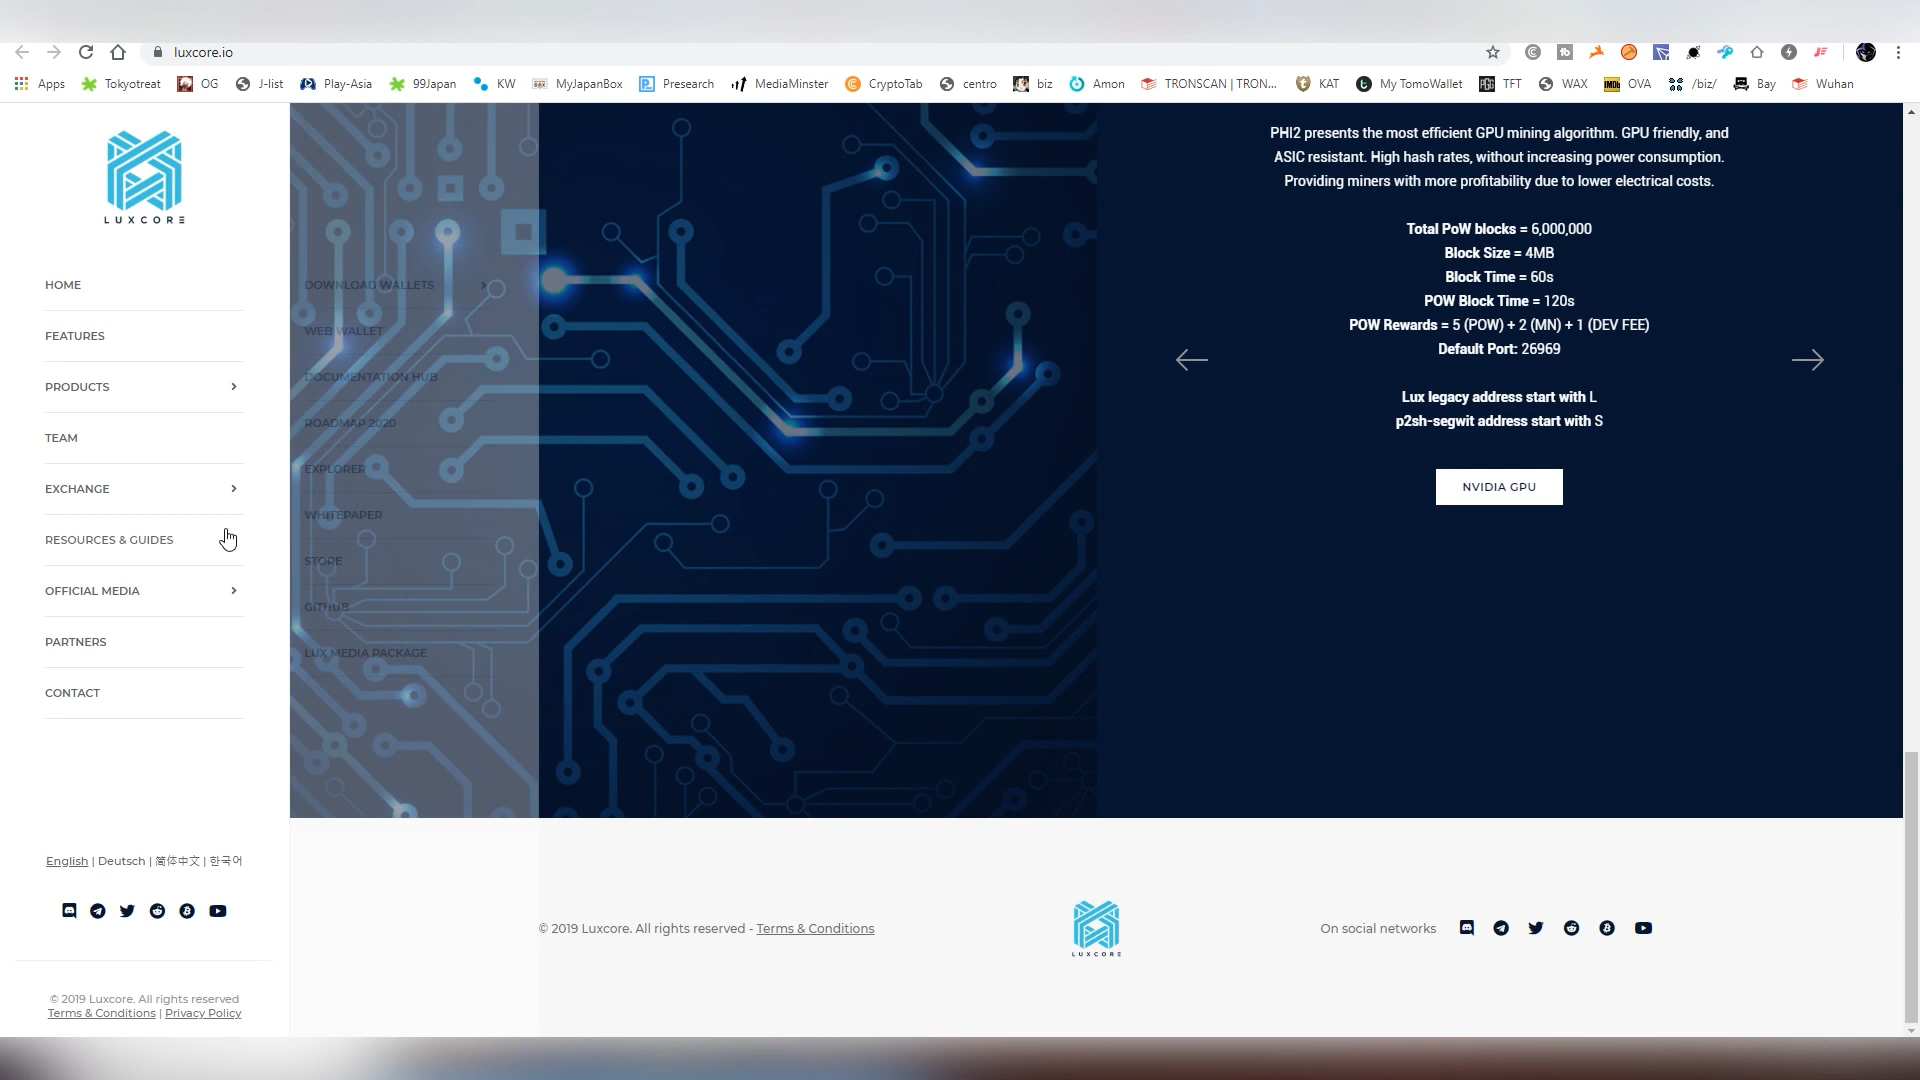 luxcore.io
Apps
Tokyotreat
OG
J-list
Play-Asia
99Japan
KW
MyJapanBox
Presearch
MediaMinster
CryptoTab
centro
biz
Amon
TRONSCAN | TRON...
KAT
My TomoWallet
TFT
WAX
OVA
/biz/
Bay
Wuhan
LUXCORE
HOME
FEATURES
PRODUCTS
TEAM
EXCHANGE
RESOURCES & GUIDES
OFFICIAL MEDIA
PARTNERS
CONTACT
English | Deutsch | 简体中文 | 한국어
© 2019 Luxcore. All rights reserved
Terms & Conditions | Privacy Policy
DOWNLOAD WALLETS
WEB WALLET
DOCUMENTATION HUB
ROADMAP 2020
EXPLORER
WHITEPAPER
STORE
GITHUB
LUX MEDIA PACKAGE
PHI2 presents the most efficient GPU mining algorithm. GPU friendly, and
ASIC resistant. High hash rates, without increasing power consumption.
Providing miners with more profitability due to lower electrical costs.
Total PoW blocks = 6,000,000
Block Size = 4MB
Block Time = 60s
POW Block Time = 120s
POW Rewards = 5 (POW) + 2 (MN) + 1 (DEV FEE)
Default Port: 26969
Lux legacy address start with L
p2sh-segwit address start with S
NVIDIA GPU
© 2019 Luxcore. All rights reserved - Terms & Conditions
LUXCORE
On social networks